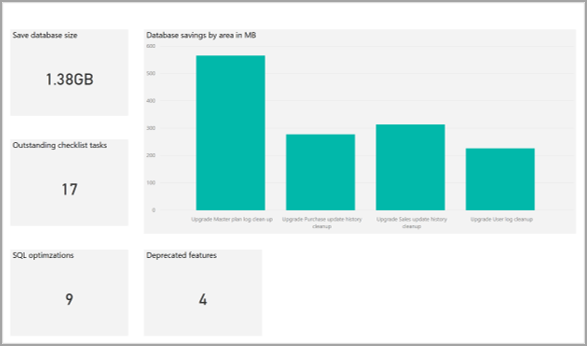 Save database size
1.38GB
Database savings by area in MB
600
500
400
300
200
100
0
Upgrade Master plan log clean up
Upgrade Purchase update history
cleanup
Upgrade Sales update history
cleanup
Upgrade User log cleanup
Outstanding checklist tasks
17
SQL optimzations
9
Deprecated features
4